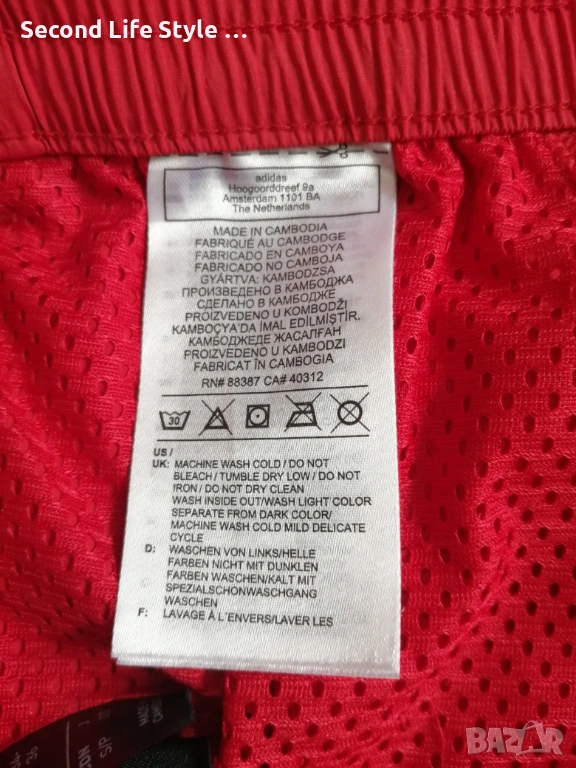 Second Life Style ...
adidas
Hoogoorddreef 9a
Amsterdam 1101 BA
The Netherlands
MADE IN CAMBODIA
FABRIQUÉ AU CAMBODGE
FABRICADO EN CAMBOYA
FABRICADO NO CAMBOJA
GYÁRTVA: KAMBODZSA
ПРОИЗВЕДЕНО В КАМБОДЖА
СДЕЛАНО В КАМБОДЖЕ
PROIZVEDENO U KOMBODŽI
KAMBOÇYA'DA İMAL EDİLMİŞTİR.
КАМБОДЖЕДЕ ЖАСАЛҒАН
PROIZVEDENO U KAMBODZI
FABRICAT ÎN CAMBOGIA
RN# 88387 CA# 40312
30
US /
UK: MACHINE WASH COLD / DO NOT
BLEACH / TUMBLE DRY LOW / DO NOT
IRON / DO NOT DRY CLEAN
WASH INSIDE OUT/WASH LIGHT COLOR
SEPARATE FROM DARK COLOR/
MACHINE WASH COLD MILD DELICATE
CYCLE
D: WASCHEN VON LINKS/HELLE
FARBEN NICHT MIT DUNKLEN
FARBEN WASCHEN/KALT MIT
SPEZIALSCHONWASCHGANG
WASCHEN
F: LAVAGE À L'ENVERS/LAVER LES
S/P
36
BAZAR